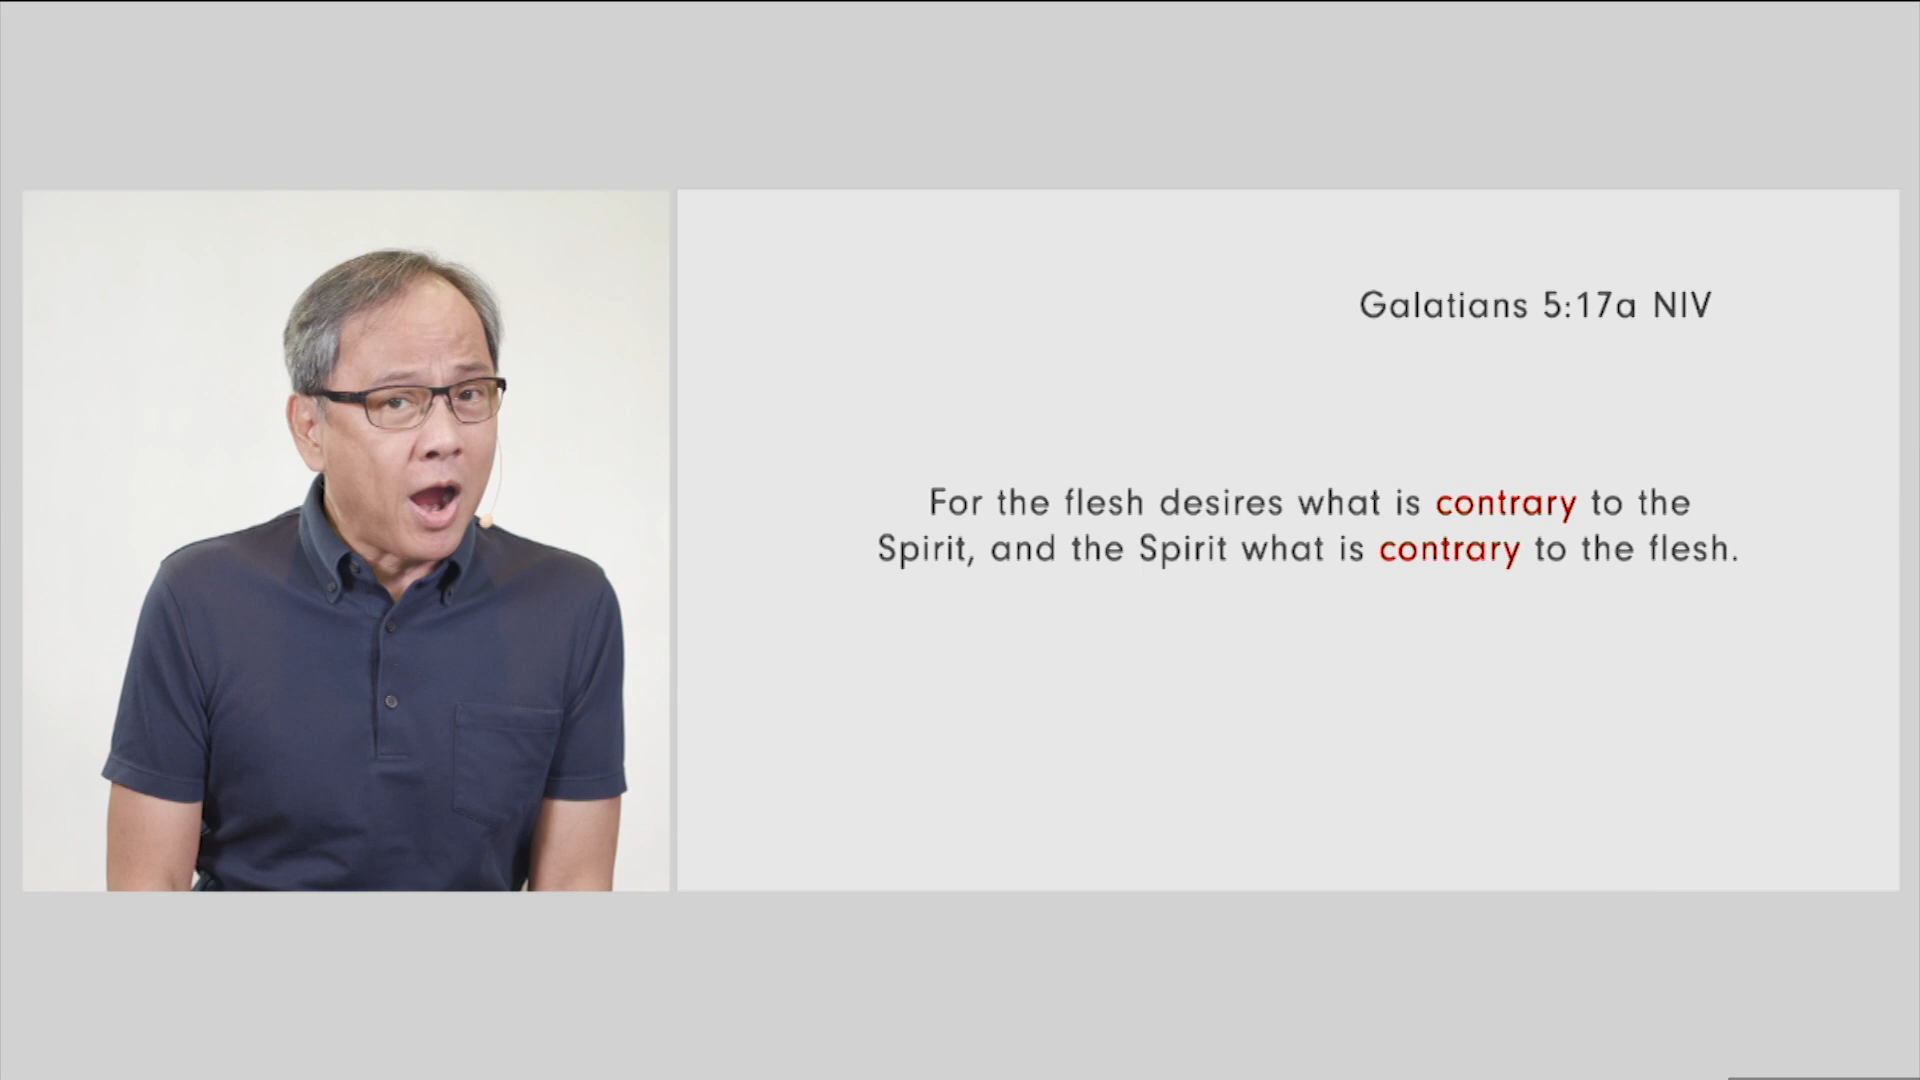 Galatians 5:17a NIV
For the flesh desires what is contrary to the
Spirit, and the Spirit what is contrary to the flesh.